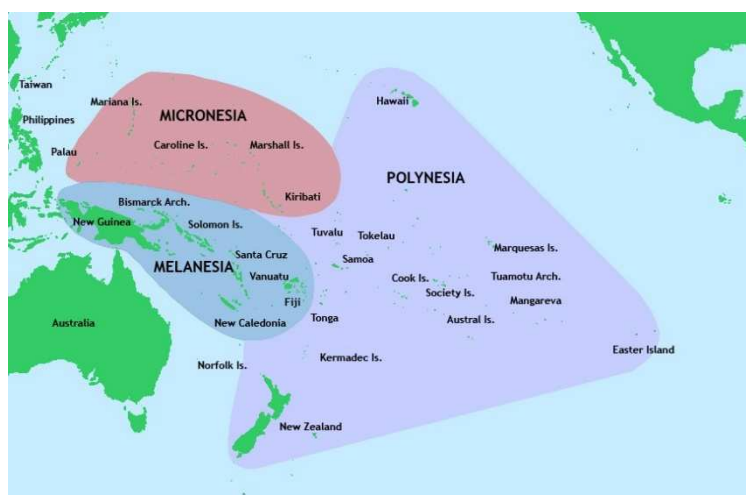 Taiwan
Mariana Is.
Hawaii
MICRONESIA
Philippines
Caroline Is.
Marshall Is.
Palau
POLYNESIA
Kiribati
Bismarck Arch.
New Guinea
Solomon Is.
Tuvalu
Tokelau
Marquesas Is.
Santa Cruz
Samoa
MELANESIA
Vanuatu
Cook Is.
Tuamotu Arch.
Society Is.
Fiji
Mangareva
Australia
New Caledonia
Tonga
Austral Is.
Easter Island
Norfolk Is.
Kermadec Is.
New Zealand